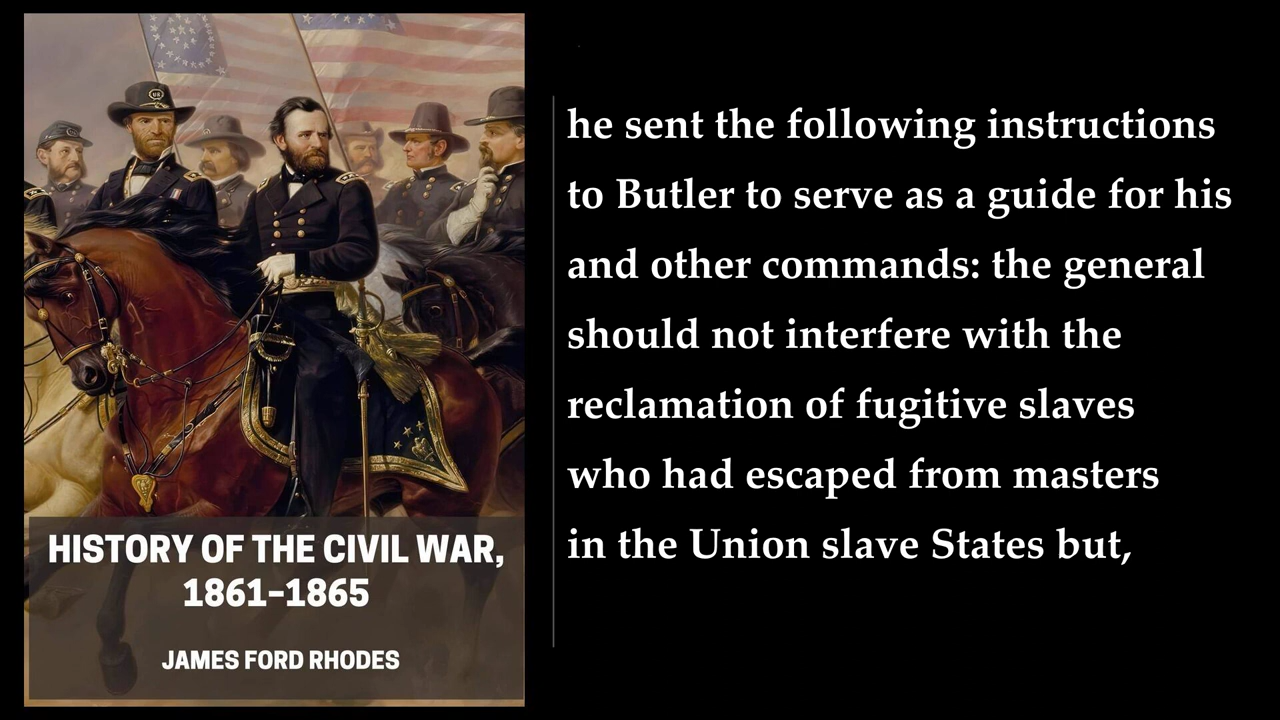 HISTORY OF THE CIVIL WAR,
1861–1865
JAMES FORD RHODES
he sent the following instructions
to Butler to serve as a guide for his
and other commands: the general
should not interfere with the
reclamation of fugitive slaves
who had escaped from masters
in the Union slave States but,